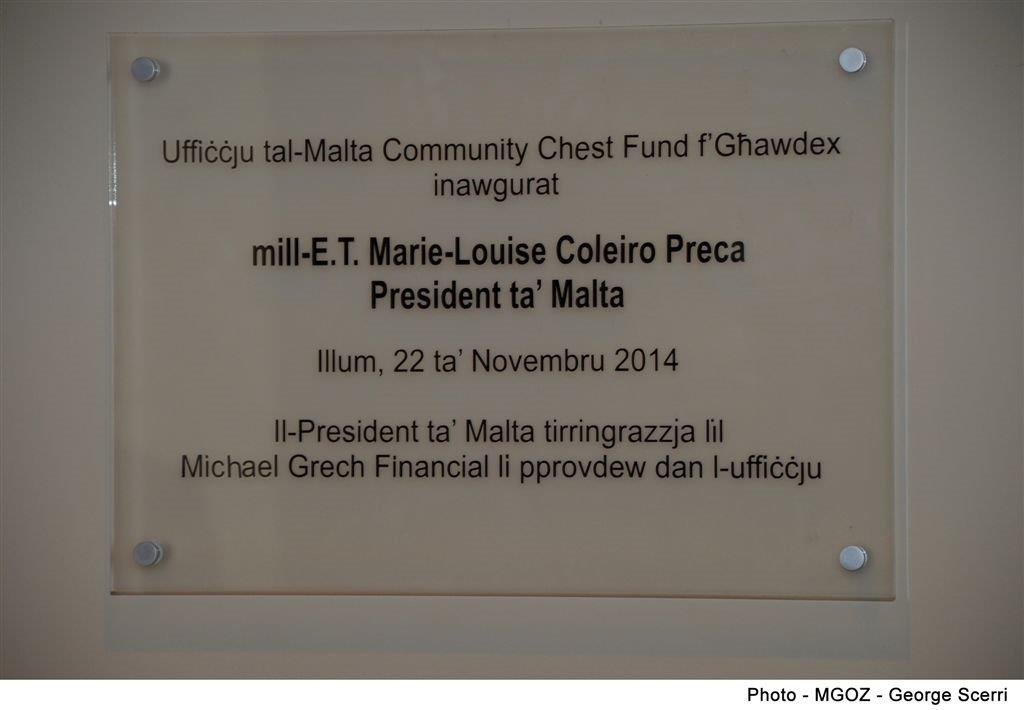 Uffiċċju tal-Malta Community Chest Fund f'Għawdex
inawgurat
mill-E.T. Marie-Louise Coleiro Preca
President ta' Malta
Illum, 22 ta' Novembru 2014
Il-President ta' Malta tirringrazzja lil
Michael Grech Financial li pprovdew dan l-uffiċċju
Photo - MGOZ - George Scerri